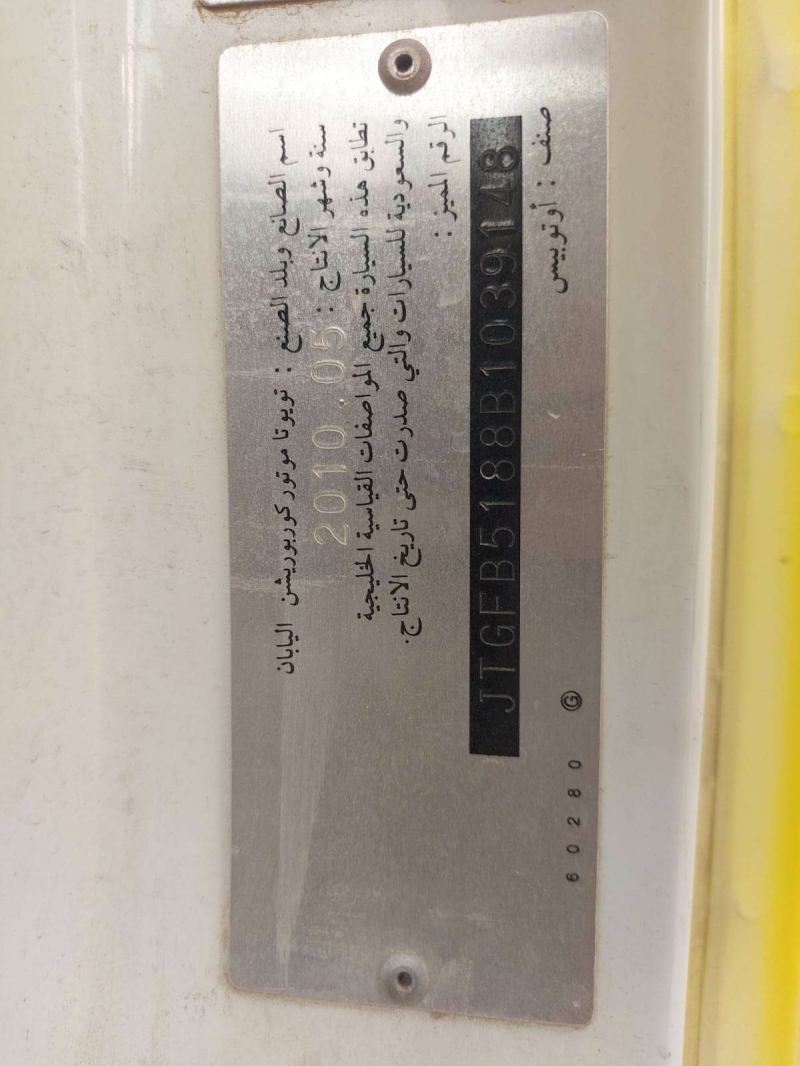 اسم الصانع وبلد الصنع : تويوتا موتور كوربوريشن اليابان
سنة وشهر الانتاج : 2010.05
تطابق هذه السيارة جميع المواصفات القياسية الخليجية
والسعودية للسيارات والتي صدرت حتى تاريخ الانتاج.
الرقم المميز :
JTGFB5188B1039148
صنف : أوتوبيس
60280 G